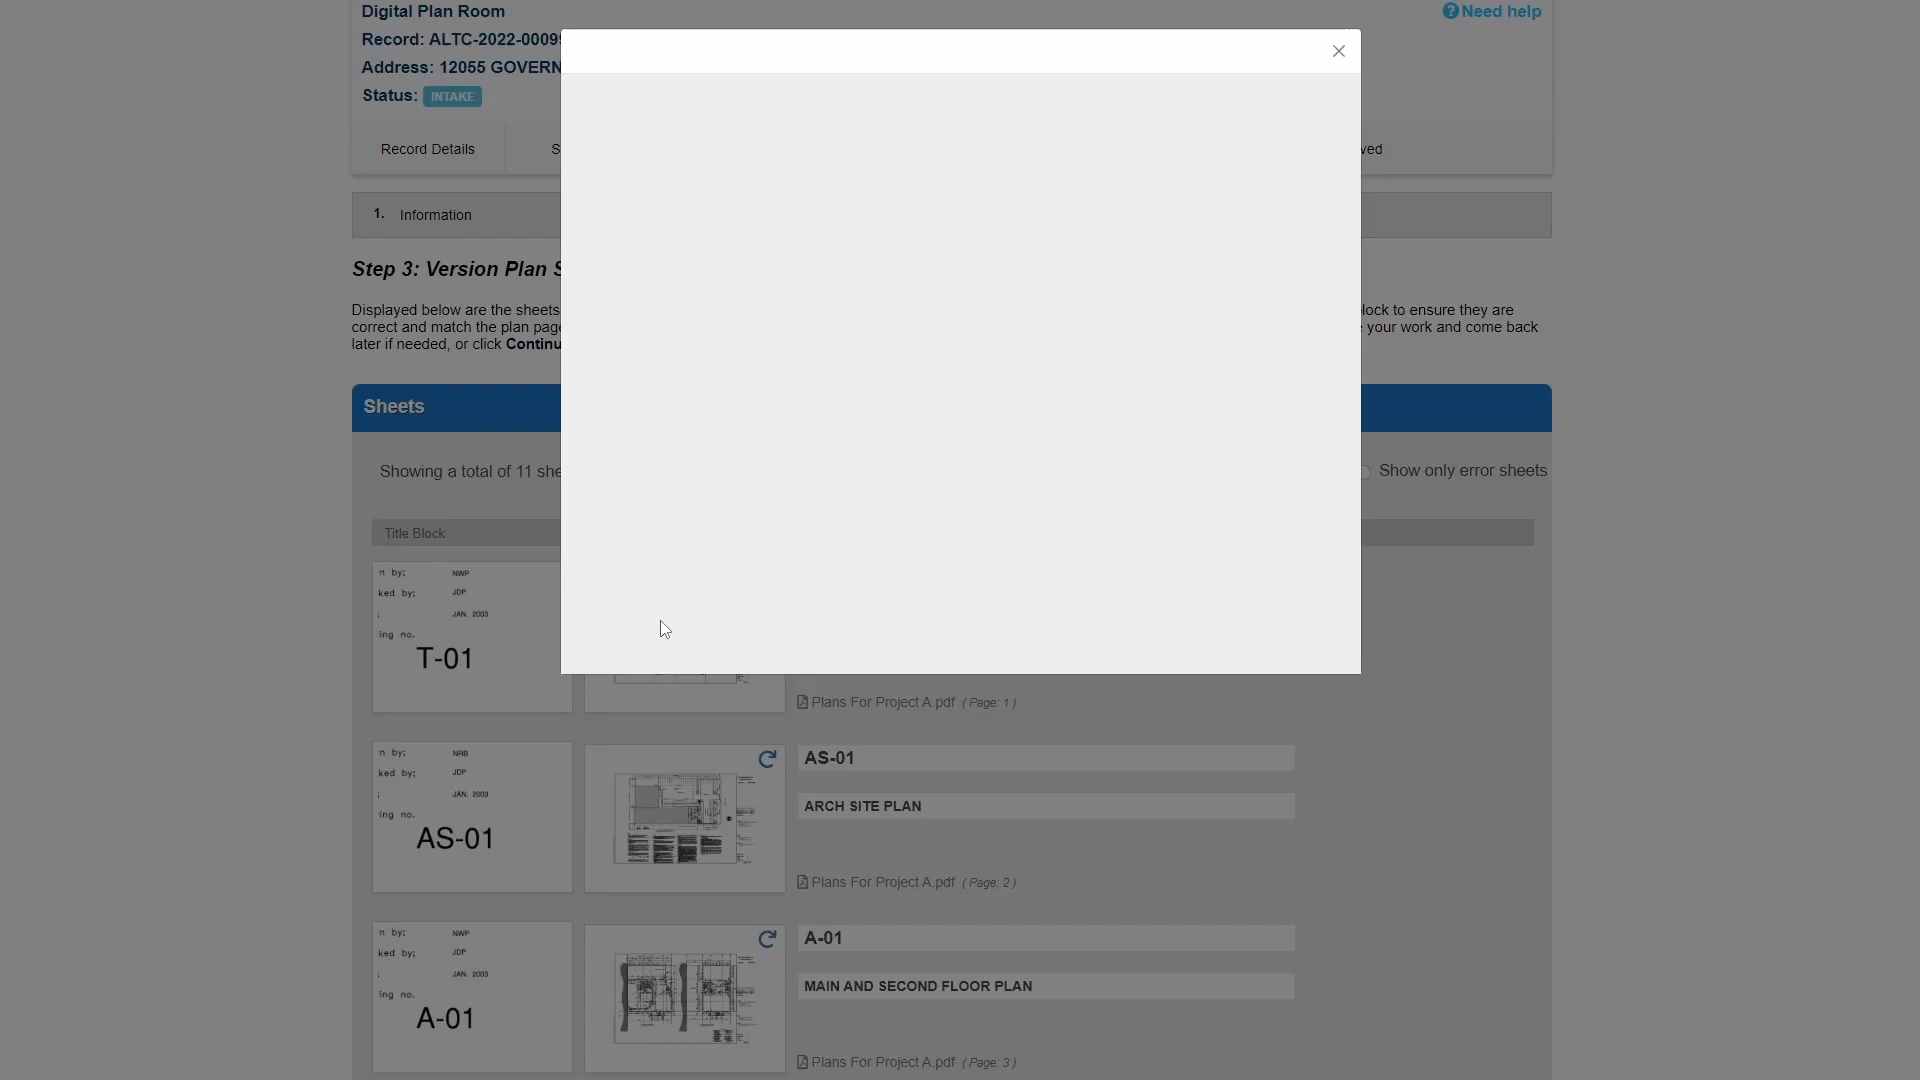 Digital Plan Room
Need help
Record: ALTC-2022-0009
Address: 12055 GOVERN
Status: INTAKE
Record Details
S
ved
1. Information
Step 3: Version Plan S
Displayed below are the sheets
lock to ensure they are
correct and match the plan pag
your work and come back
later if needed, or click Continu
Sheets
Showing a total of 11 she
Show only error sheets
Title Block
n by; NWP
ked by; JDP
; JAN. 2003
ing no.
T-01
Plans For Project A.pdf ( Page: 1 )
n by; NRB
ked by; JDP
; JAN. 2003
ing no.
AS-01
AS-01
ARCH SITE PLAN
Plans For Project A.pdf ( Page: 2 )
n by; NWP
ked by; JDP
; JAN. 2003
ing no.
A-01
A-01
MAIN AND SECOND FLOOR PLAN
Plans For Project A.pdf ( Page: 3 )